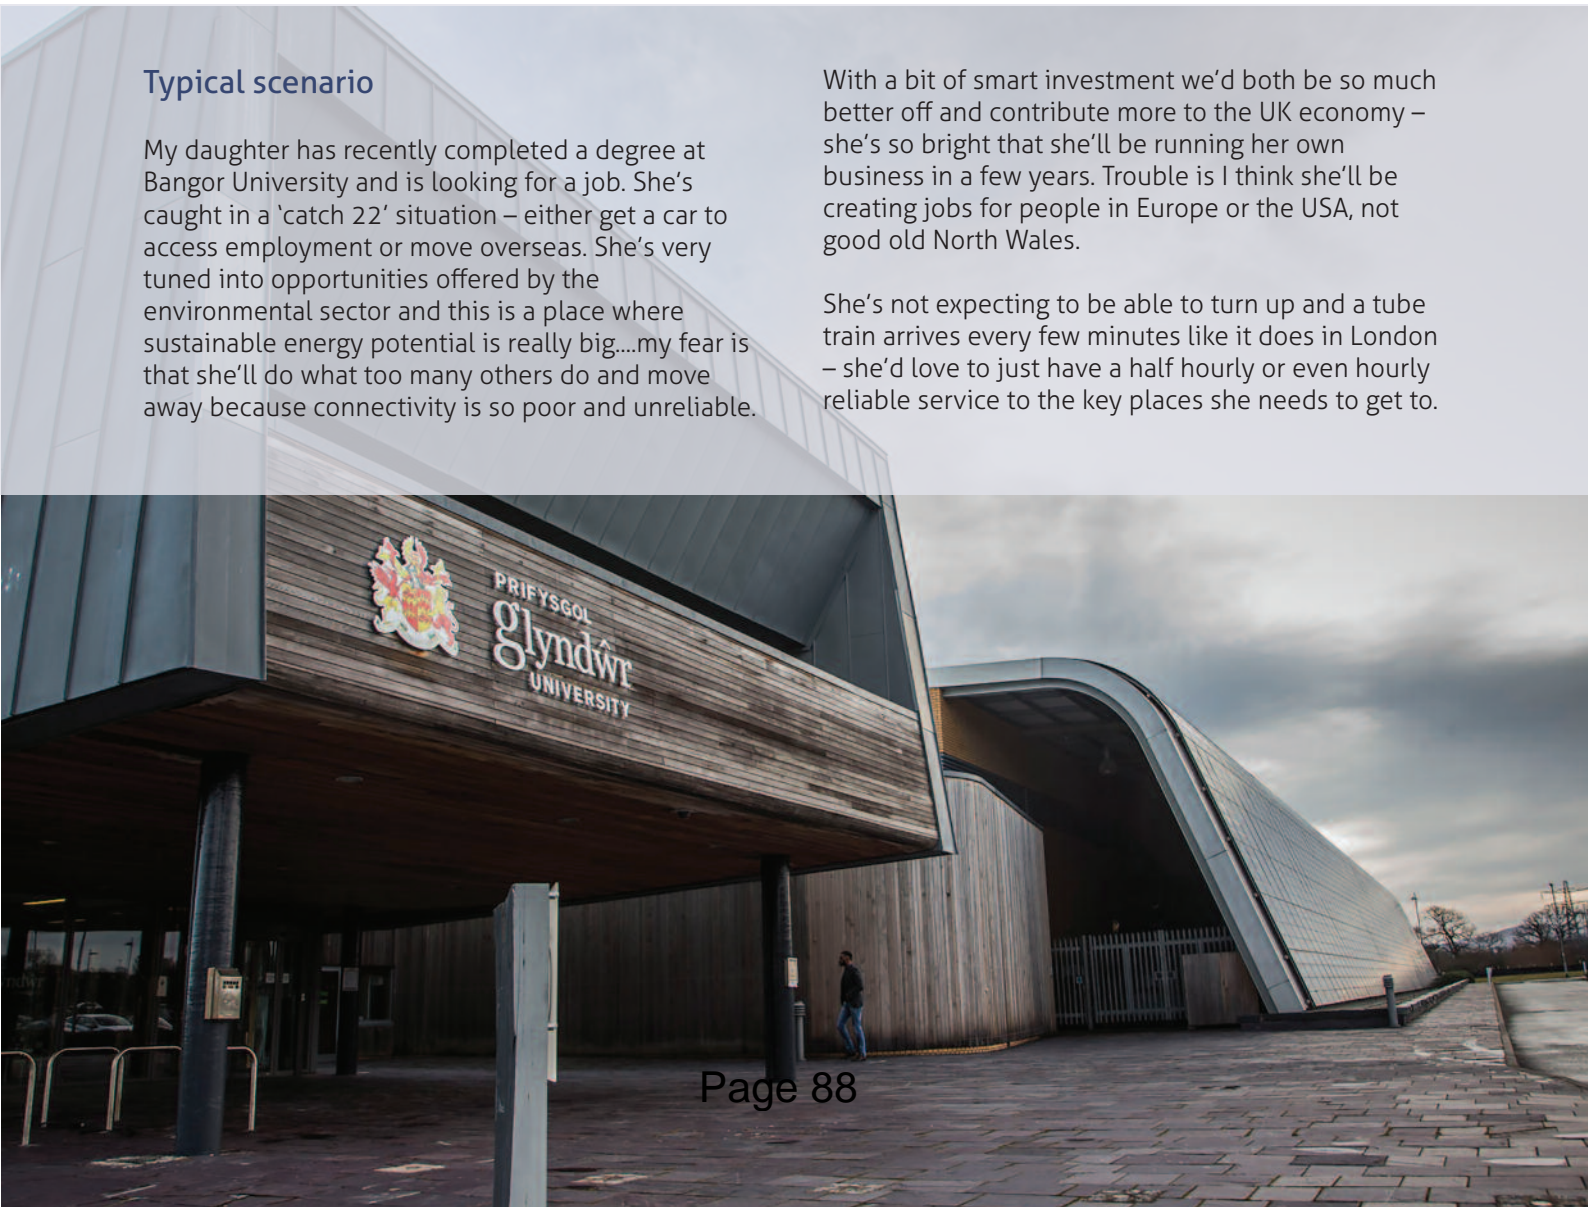 Typical scenario
My daughter has recently completed a degree at
Bangor University and is looking for a job. She’s
caught in a ‘catch 22’ situation – either get a car to
access employment or move overseas. She’s very
tuned into opportunities offered by the
environmental sector and this is a place where
sustainable energy potential is really big....my fear is
that she’ll do what too many others do and move
away because connectivity is so poor and unreliable.
With a bit of smart investment we’d both be so much
better off and contribute more to the UK economy –
she’s so bright that she’ll be running her own
business in a few years. Trouble is I think she’ll be
creating jobs for people in Europe or the USA, not
good old North Wales.
She’s not expecting to be able to turn up and a tube
train arrives every few minutes like it does in London
– she’d love to just have a half hourly or even hourly
reliable service to the key places she needs to get to.
PRIFYSGOL
glyndŵr
UNIVERSITY
Page 88